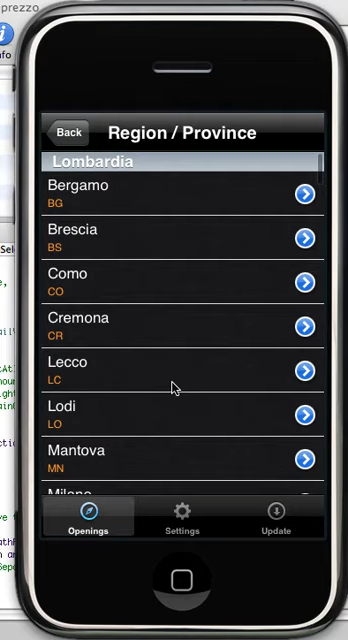 prezzo
Back
Region / Province
Lombardia
Bergamo
BG
Brescia
BS
Como
CO
Cremona
CR
Lecco
LC
Lodi
LO
Mantova
MN
Milano
Openings
Settings
Update